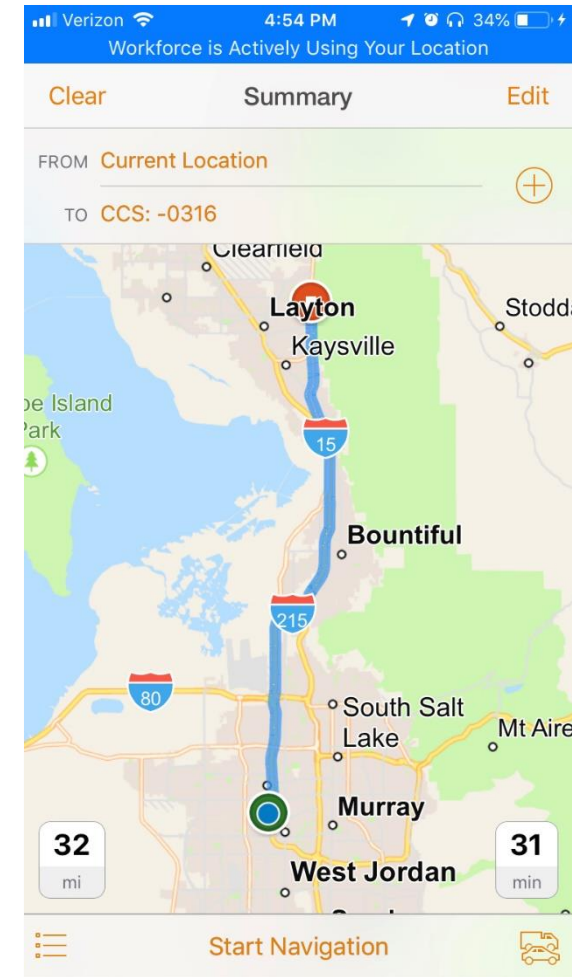 Verizon 4:54 PM 34%
Workforce is Actively Using Your Location
Clear Summary Edit
FROM Current Location
TO CCS: -0316
Clearfield
Layton Stodd
Kaysville
pe Island
Park
15
Bountiful
215
80
South Salt
Lake Mt Aire
Murray
32 31
mi min
West Jordan
Start Navigation